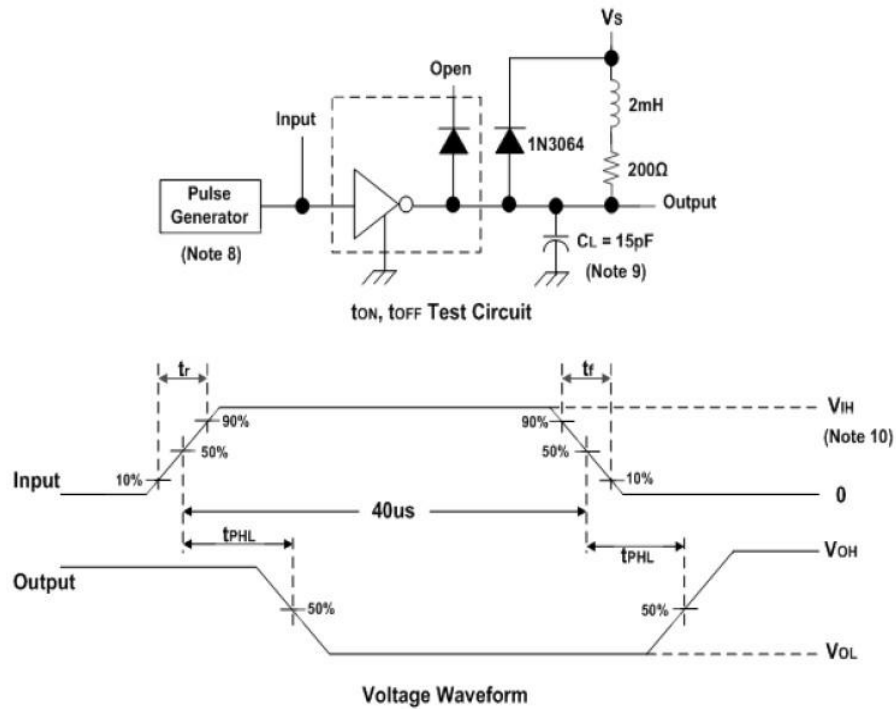 Vs
Open
2mH
Input
1N3064
200Ω
Pulse
Generator
Output
(Note 8)
CL = 15pF
(Note 9)
tON, tOFF Test Circuit
tr
tf
90%
90%
VIH
(Note 10)
50%
50%
10%
10%
Input
0
40us
tPHL
tPHL
VOH
Output
50%
50%
VOL
Voltage Waveform